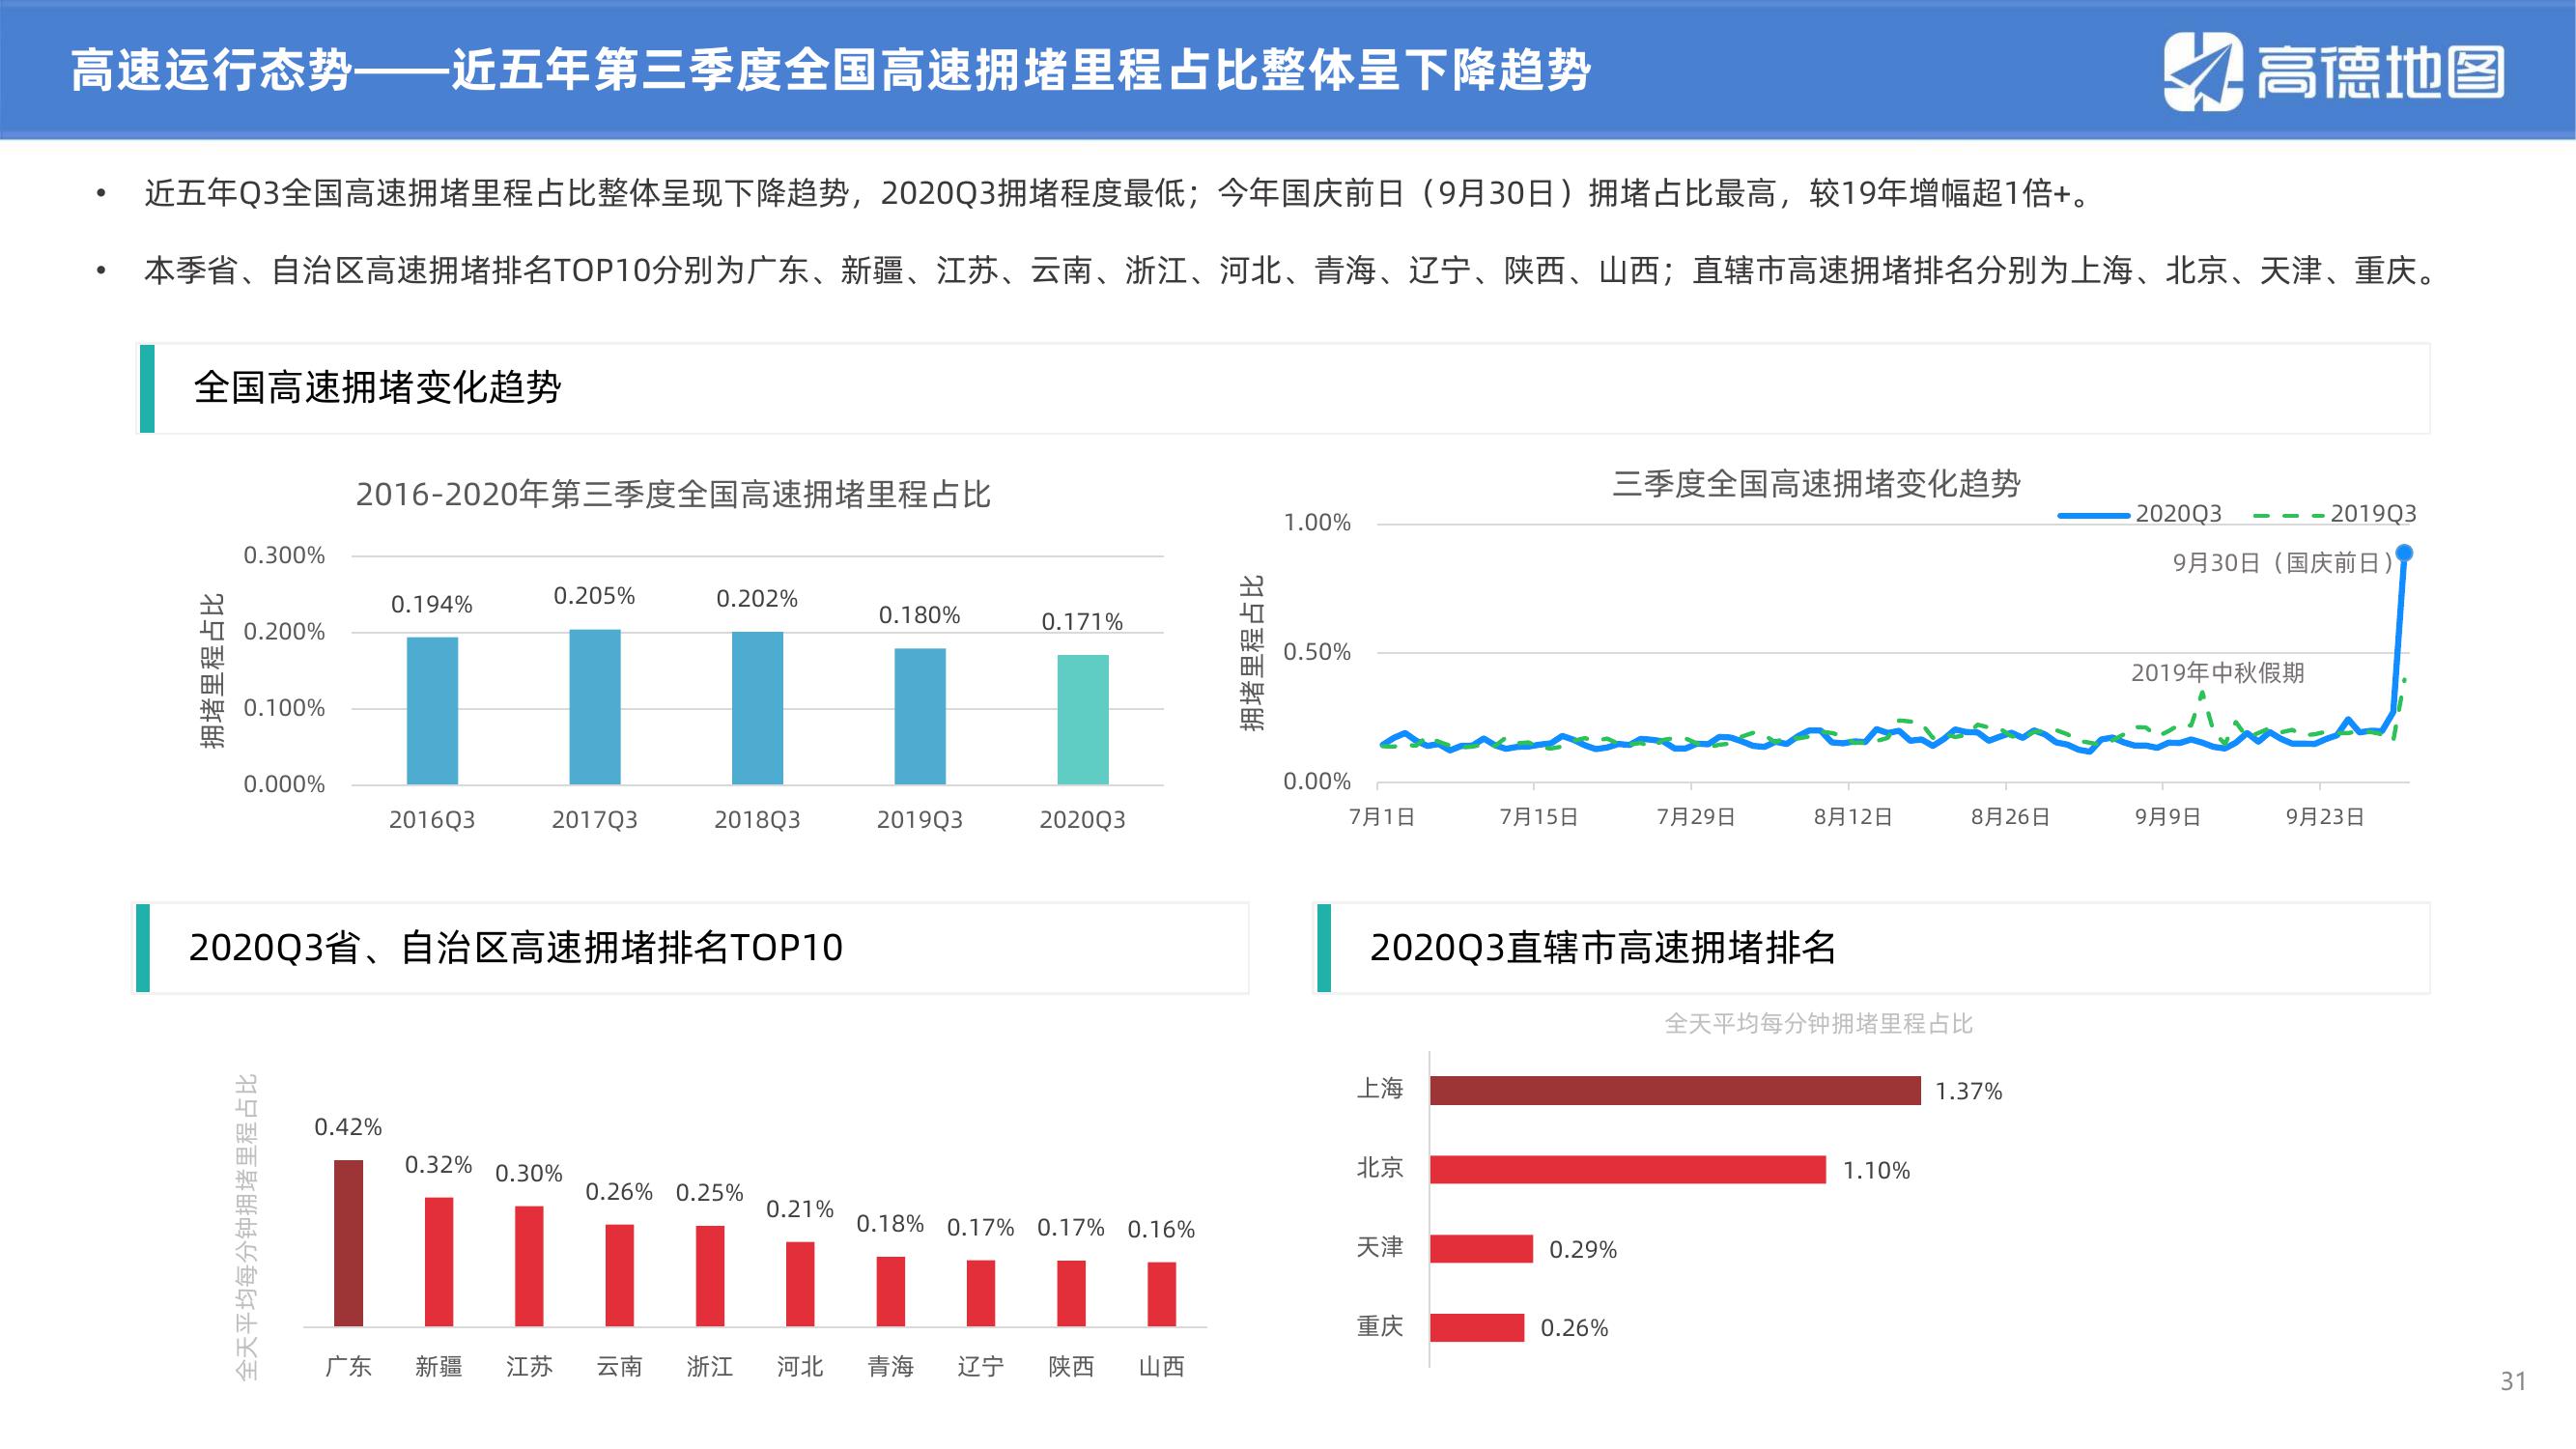 高速运行态势——近五年第三季度全国高速拥堵里程占比整体呈下降趋势
高德地图
• 近五年Q3全国高速拥堵里程占比整体呈现下降趋势，2020Q3拥堵程度最低；今年国庆前日（9月30日）拥堵占比最高，较19年增幅超1倍+。
• 本季省、自治区高速拥堵排名TOP10分别为广东、新疆、江苏、云南、浙江、河北、青海、辽宁、陕西、山西；直辖市高速拥堵排名分别为上海、北京、天津、重庆。
全国高速拥堵变化趋势
2016-2020年第三季度全国高速拥堵里程占比
拥堵里程占比
0.300%
0.200%
0.100%
0.000%
0.194%
0.205%
0.202%
0.180%
0.171%
2016Q3
2017Q3
2018Q3
2019Q3
2020Q3
三季度全国高速拥堵变化趋势
2020Q3
2019Q3
拥堵里程占比
1.00%
0.50%
0.00%
9月30日（国庆前日）
2019年中秋假期
7月1日
7月15日
7月29日
8月12日
8月26日
9月9日
9月23日
2020Q3省、自治区高速拥堵排名TOP10
全天平均每分钟拥堵里程占比
0.42%
0.32%
0.30%
0.26%
0.25%
0.21%
0.18%
0.17%
0.17%
0.16%
广东
新疆
江苏
云南
浙江
河北
青海
辽宁
陕西
山西
2020Q3直辖市高速拥堵排名
全天平均每分钟拥堵里程占比
上海 1.37%
北京 1.10%
天津 0.29%
重庆 0.26%
31